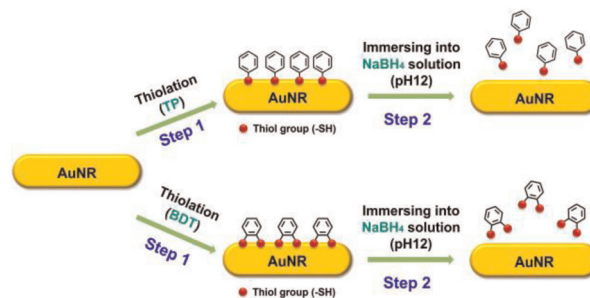 Thiolation
(TP)
Step 1
AuNR
Thiol group (-SH)
Immersing into
NaBH₄ solution
(pH12)
Step 2
AuNR
AuNR
Thiolation
(BDT)
Step 1
AuNR
Thiol group (-SH)
Immersing into
NaBH₄ solution
(pH12)
Step 2
AuNR